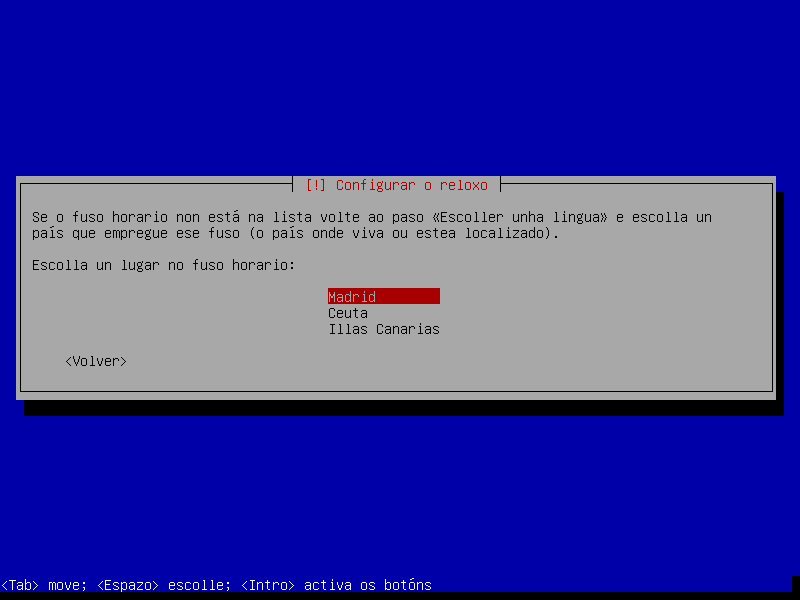 [!] Configurar o reloxo
Se o fuso horario non está na lista volte ao paso «Escoller unha lingua» e escolla un
país que empregue ese fuso (o país onde viva ou estea localizado).
Escolla un lugar no fuso horario:
Madrid
Ceuta
Illas Canarias
<Volver>
<Tab> move; <Espazo> escolle; <Intro> activa os botóns